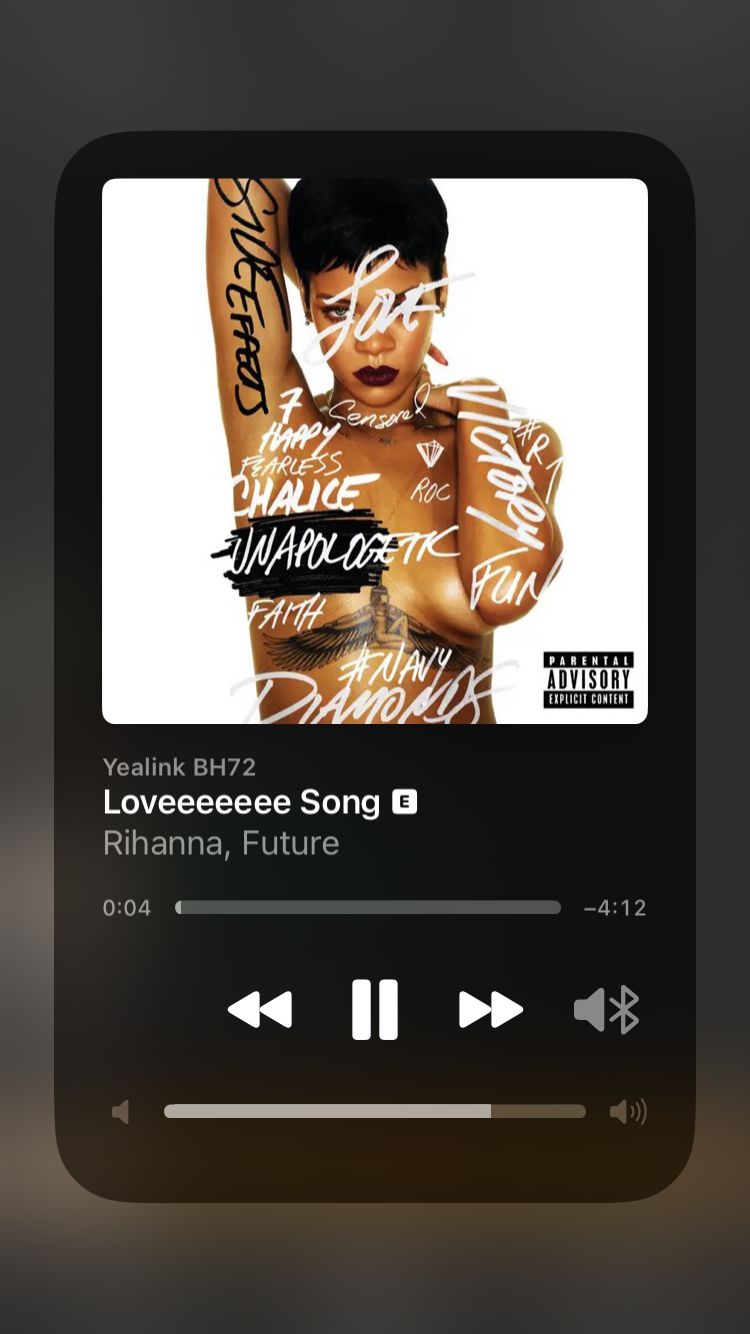 SIDE EFFECTS
LOVE
7
Censored
HAPPY
FEARLESS
CHALICE
ROC
VICTORY
#R7
UNAPOLOGETIC
FUN
FAITH
#NAVY
DIAMONDS
PARENTAL
ADVISORY
EXPLICIT CONTENT
Yealink BH72
Loveeeeeee Song E
Rihanna, Future
0:04 –4:12